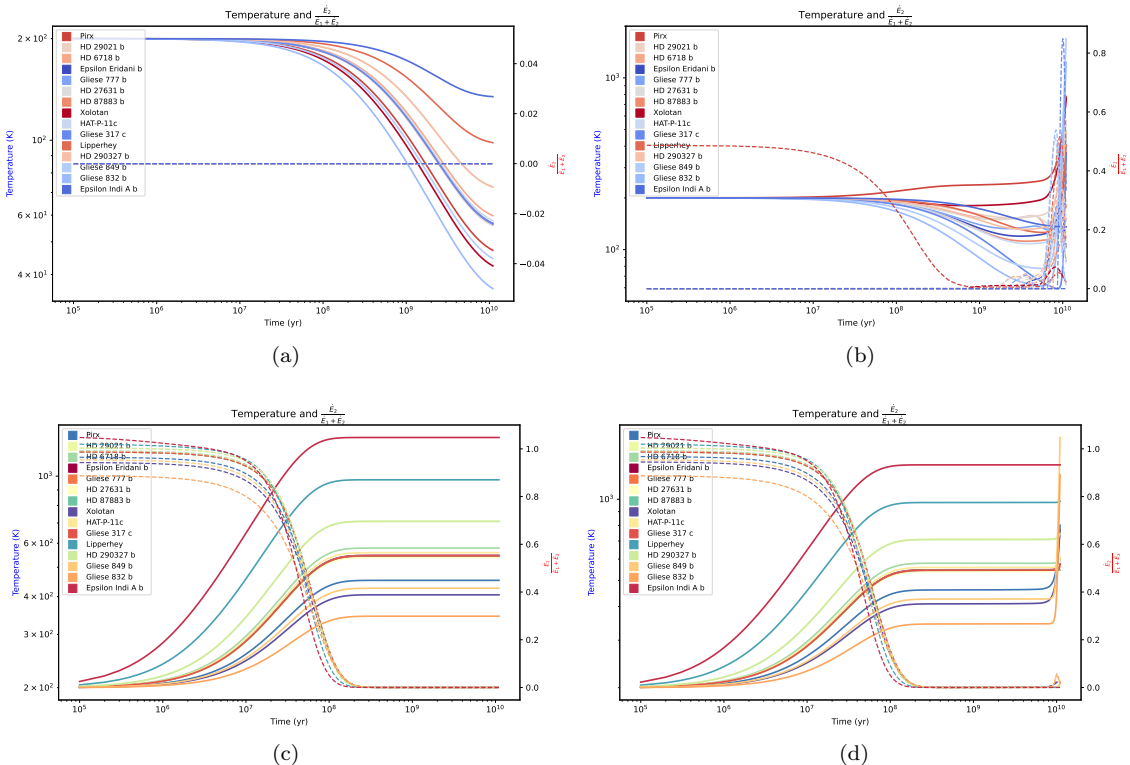 Temperature and Ė₂ / Ė₁ + Ė₂
Temperature (K)
2 × 10²
10²
6 × 10¹
4 × 10¹
Pirx
HD 29021 b
HD 6718 b
Epsilon Eridani b
Gliese 777 b
HD 27631 b
HD 87883 b
Xolotan
HAT-P-11c
Gliese 317 c
Lipperhey
HD 290327 b
Gliese 849 b
Gliese 832 b
Epsilon Indi A b
0.04
0.02
0.00
−0.02
−0.04
Ė₂ / Ė₁ + Ė₂
10⁵ 10⁶ 10⁷ 10⁸ 10⁹ 10¹⁰
Time (yr)
(a)
Temperature and Ė₂ / Ė₁ + Ė₂
Temperature (K)
10³
10²
Pirx
HD 29021 b
HD 6718 b
Epsilon Eridani b
Gliese 777 b
HD 27631 b
HD 87883 b
Xolotan
HAT-P-11c
Gliese 317 c
Lipperhey
HD 290327 b
Gliese 849 b
Gliese 832 b
Epsilon Indi A b
0.8
0.6
0.4
0.2
0.0
Ė₂ / Ė₁ + Ė₂
10⁵ 10⁶ 10⁷ 10⁸ 10⁹ 10¹⁰
Time (yr)
(b)
Temperature and Ė₂ / Ė₁ + Ė₂
Temperature (K)
10³
6 × 10²
4 × 10²
3 × 10²
2 × 10²
Pirx
HD 29021 b
HD 6718 b
Epsilon Eridani b
Gliese 777 b
HD 27631 b
HD 87883 b
Xolotan
HAT-P-11c
Gliese 317 c
Lipperhey
HD 290327 b
Gliese 849 b
Gliese 832 b
Epsilon Indi A b
1.0
0.8
0.6
0.4
0.2
0.0
Ė₂ / Ė₁ + Ė₂
10⁵ 10⁶ 10⁷ 10⁸ 10⁹ 10¹⁰
Time (yr)
(c)
Temperature and Ė₂ / Ė₁ + Ė₂
Temperature (K)
10³
Pirx
HD 29021 b
HD 6718 b
Epsilon Eridani b
Gliese 777 b
HD 27631 b
HD 87883 b
Xolotan
HAT-P-11c
Gliese 317 c
Lipperhey
HD 290327 b
Gliese 849 b
Gliese 832 b
Epsilon Indi A b
1.0
0.8
0.6
0.4
0.2
0.0
Ė₂ / Ė₁ + Ė₂
10⁵ 10⁶ 10⁷ 10⁸ 10⁹ 10¹⁰
Time (yr)
(d)